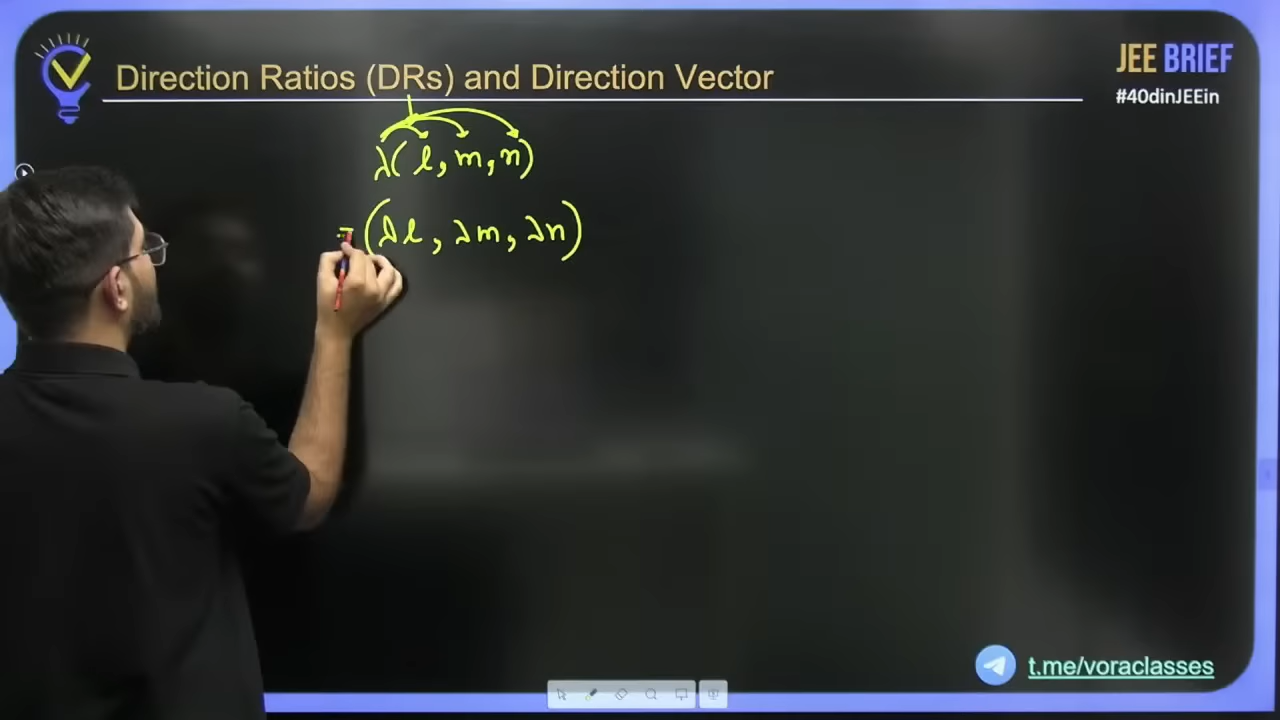 Direction Ratios (DRs) and Direction Vector
JEE BRIEF
#40dinJEEin
λ(l, m, n)
= (λl, λm, λn)
t.me/voraclasses